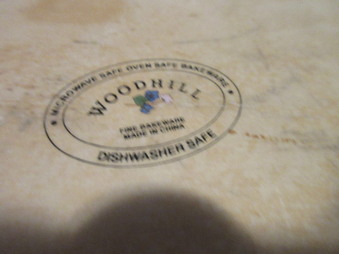 * MICROWAVE SAFE OVEN SAFE BAKEWARE *
WOODHILL
FINE BAKEWARE
MADE IN CHINA
DISHWASHER SAFE